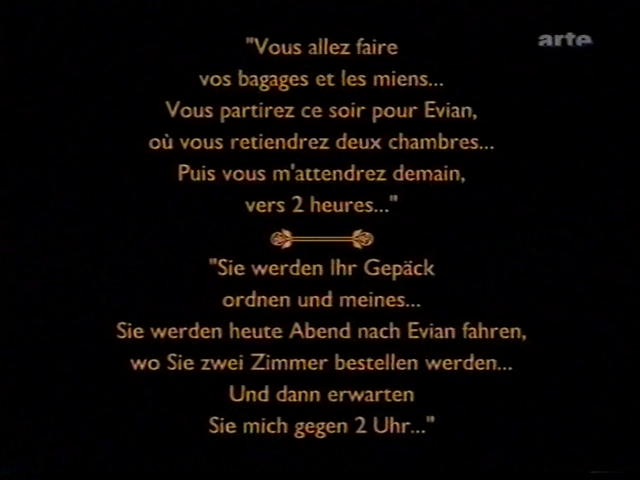 arte
"Vous allez faire
vos bagages et les miens...
Vous partirez ce soir pour Evian,
où vous retiendrez deux chambres...
Puis vous m'attendrez demain,
vers 2 heures..."
"Sie werden Ihr Gepäck
ordnen und meines...
Sie werden heute Abend nach Evian fahren,
wo Sie zwei Zimmer bestellen werden...
Und dann erwarten
Sie mich gegen 2 Uhr..."